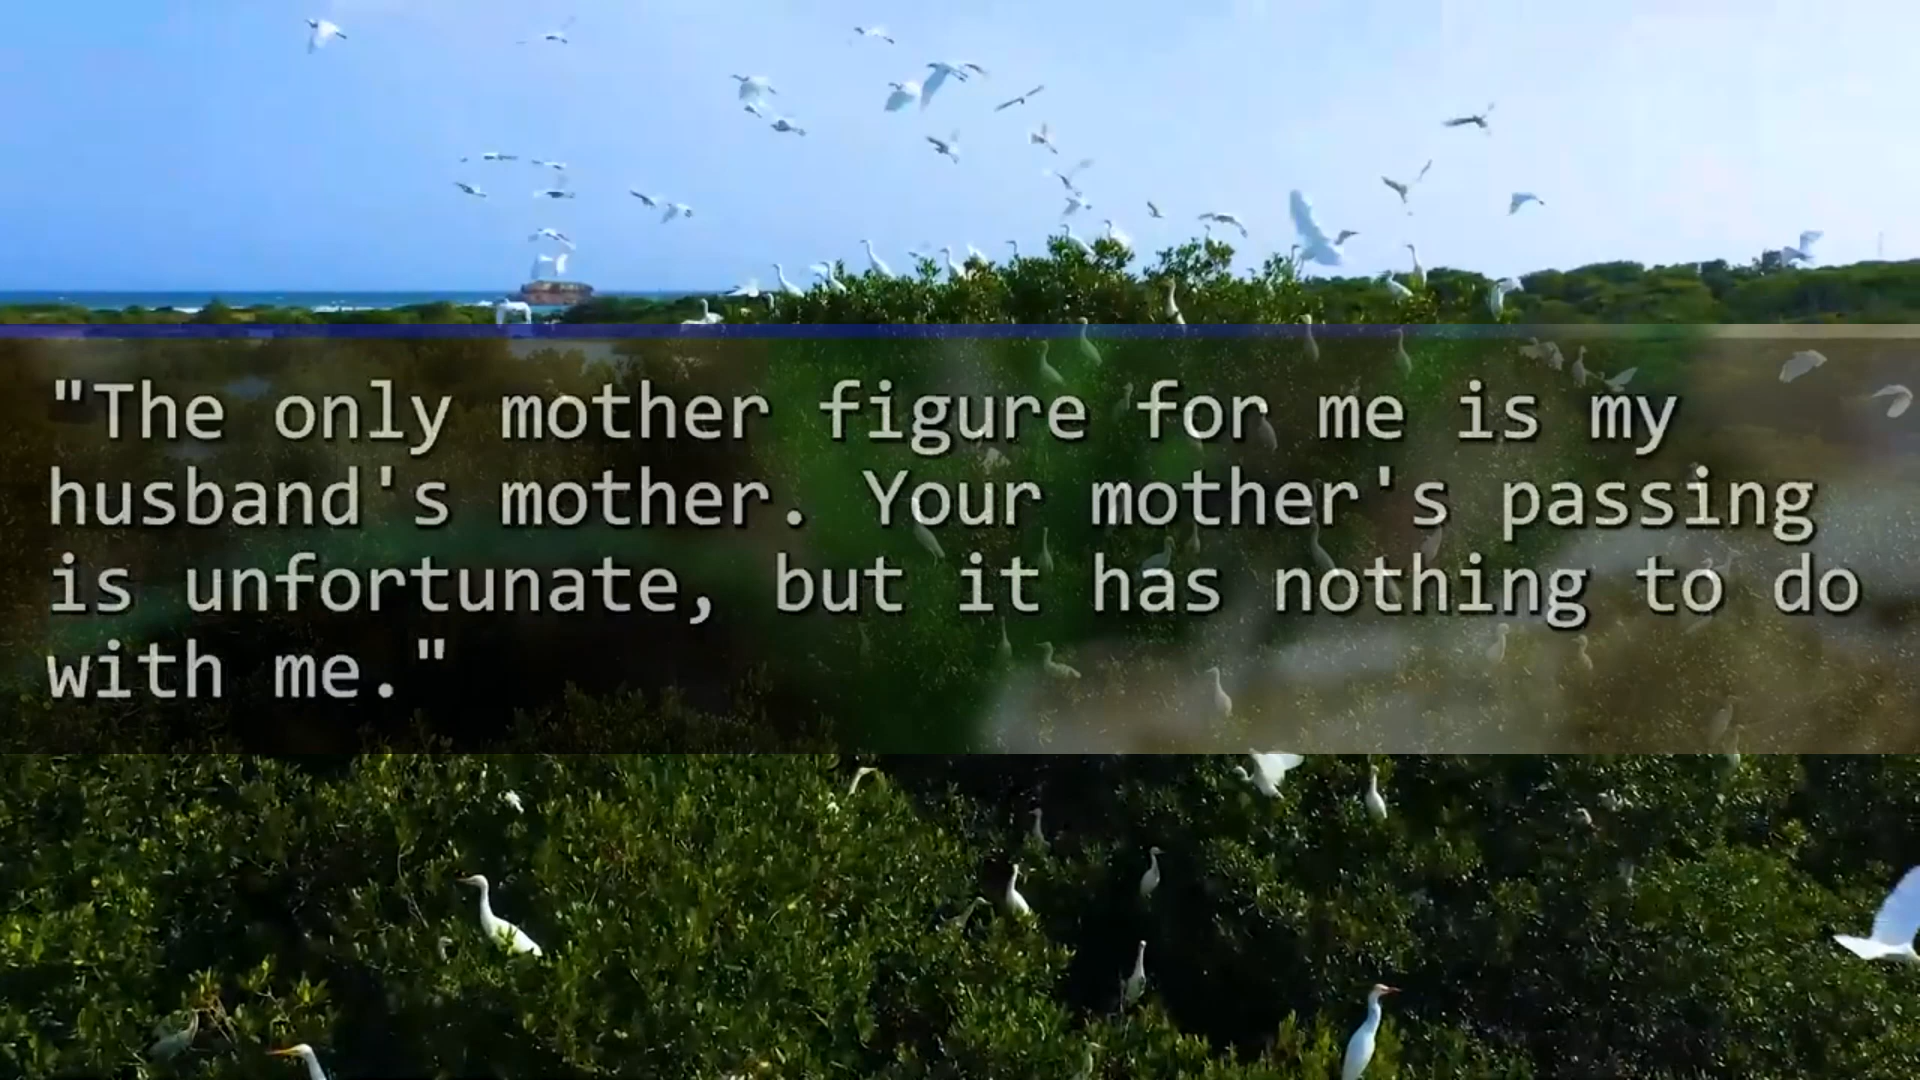 "The only mother figure for me is my
husband's mother. Your mother's passing
is unfortunate, but it has nothing to do
with me."